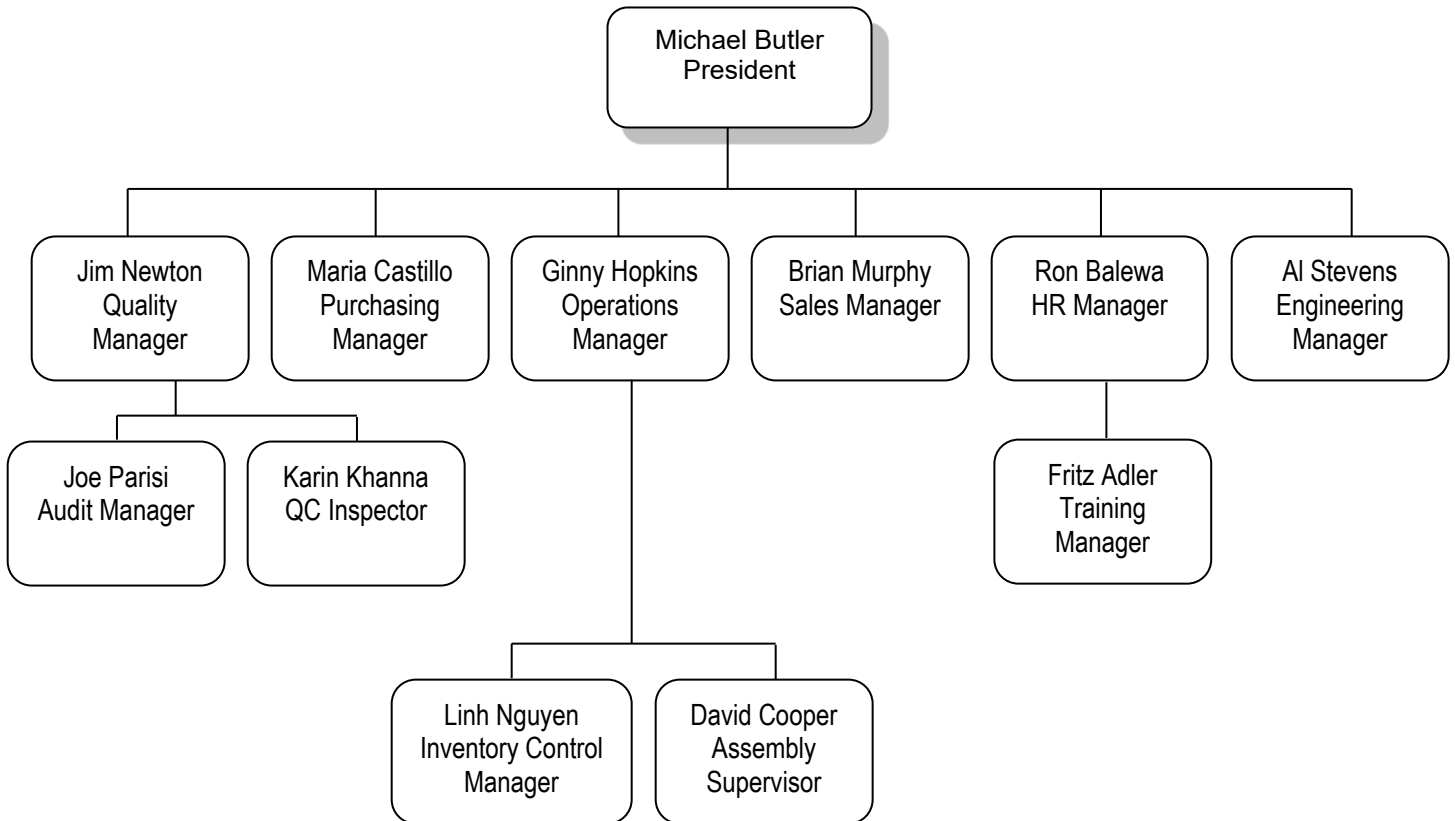 Michael Butler
President
Jim Newton
Quality
Manager
Maria Castillo
Purchasing
Manager
Ginny Hopkins
Operations
Manager
Brian Murphy
Sales Manager
Ron Balewa
HR Manager
Al Stevens
Engineering
Manager
Joe Parisi
Audit Manager
Karin Khanna
QC Inspector
Fritz Adler
Training
Manager
Linh Nguyen
Inventory Control
Manager
David Cooper
Assembly
Supervisor